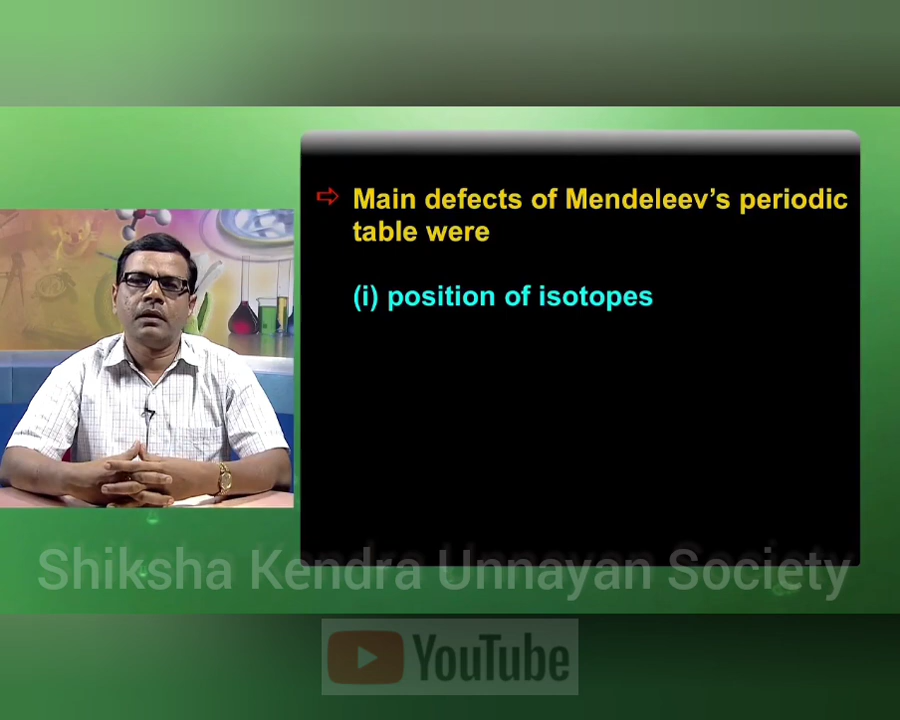 ⇨ Main defects of Mendeleev’s periodic
table were
(i) position of isotopes
Shiksha Kendra Unnayan Society
YouTube